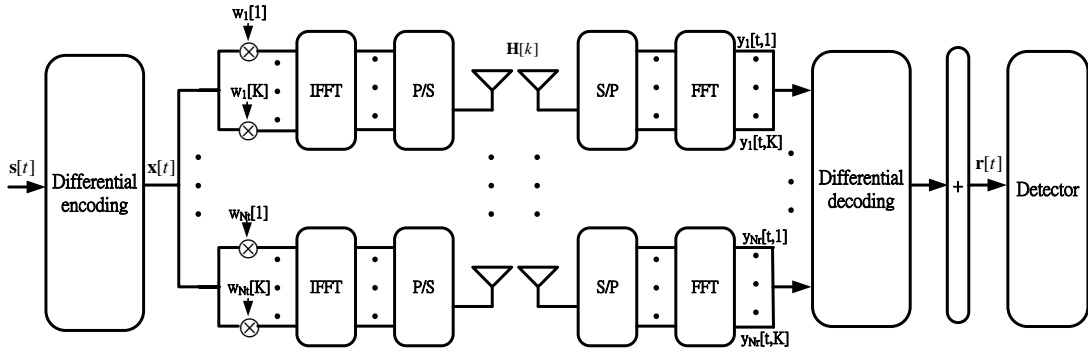 s[t]
Differential
encoding
x[t]
w₁[1]
w₁[K]
IFFT
P/S
H[k]
S/P
FFT
y₁[t,1]
y₁[t,K]
wₙₜ[1]
wₙₜ[K]
IFFT
P/S
S/P
FFT
yₙᵣ[t,1]
yₙᵣ[t,K]
Differential
decoding
+
r[t]
Detector